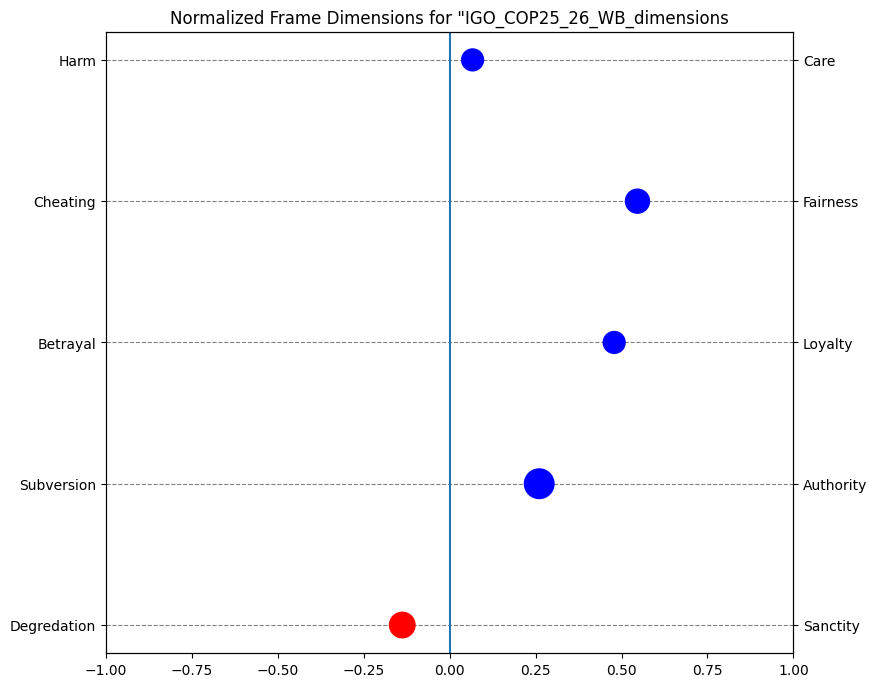 Normalized Frame Dimensions for "IGO_COP25_26_WB_dimensions
Harm Care
Cheating Fairness
Betrayal Loyalty
Subversion Authority
Degredation Sanctity
−1.00 −0.75 −0.50 −0.25 0.00 0.25 0.50 0.75 1.00